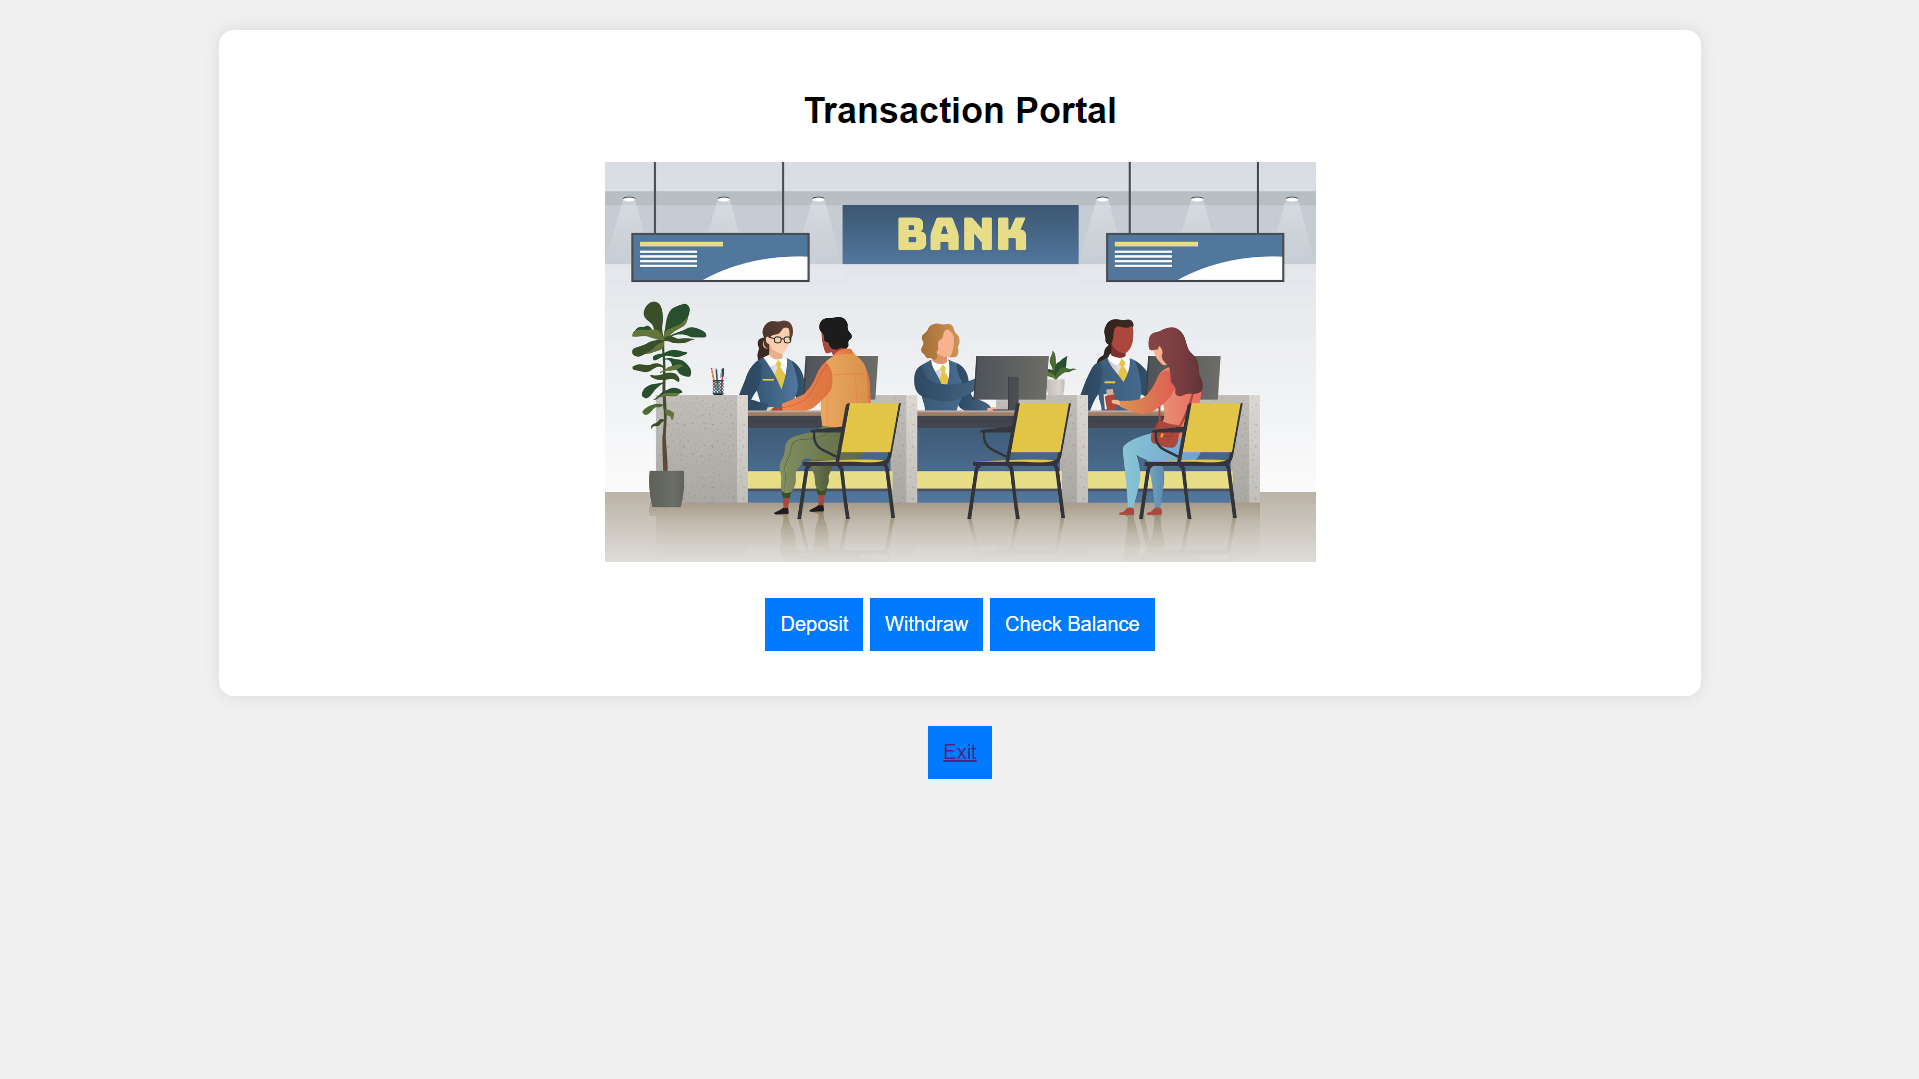 Transaction Portal
BANK
Deposit Withdraw Check Balance
Exit